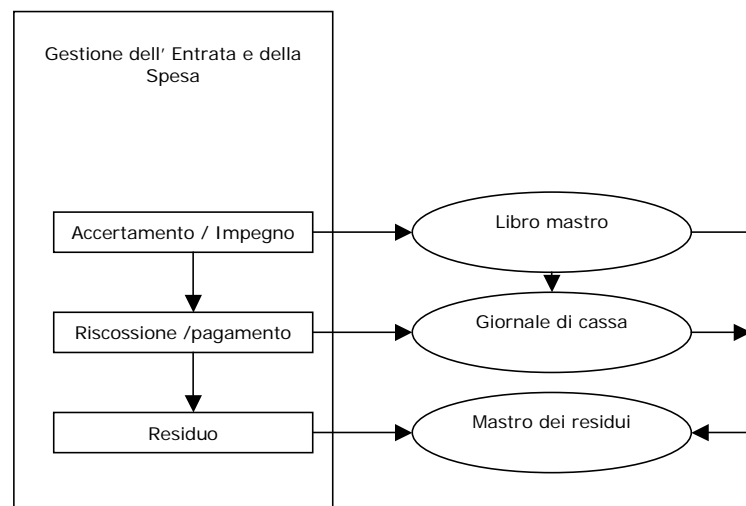 Gestione dell' Entrata e della
Spesa
Accertamento / Impegno
Libro mastro
Riscossione /pagamento
Giornale di cassa
Residuo
Mastro dei residui